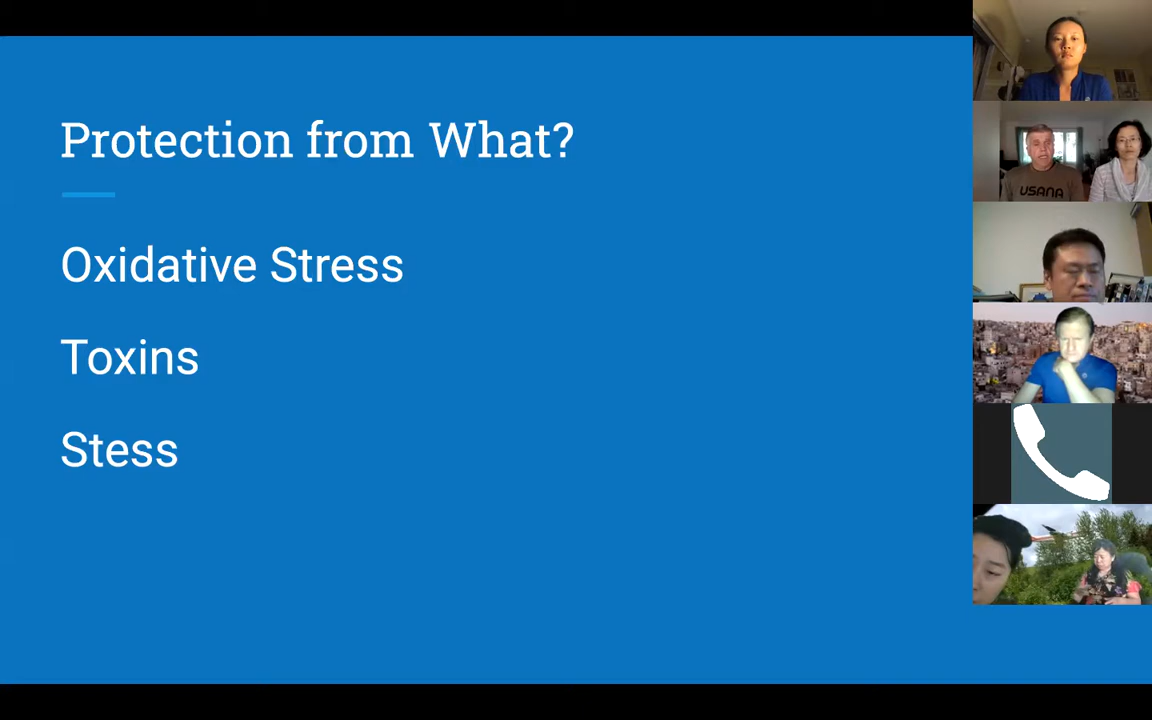 Protection from What?
Oxidative Stress
Toxins
Stess
USANA